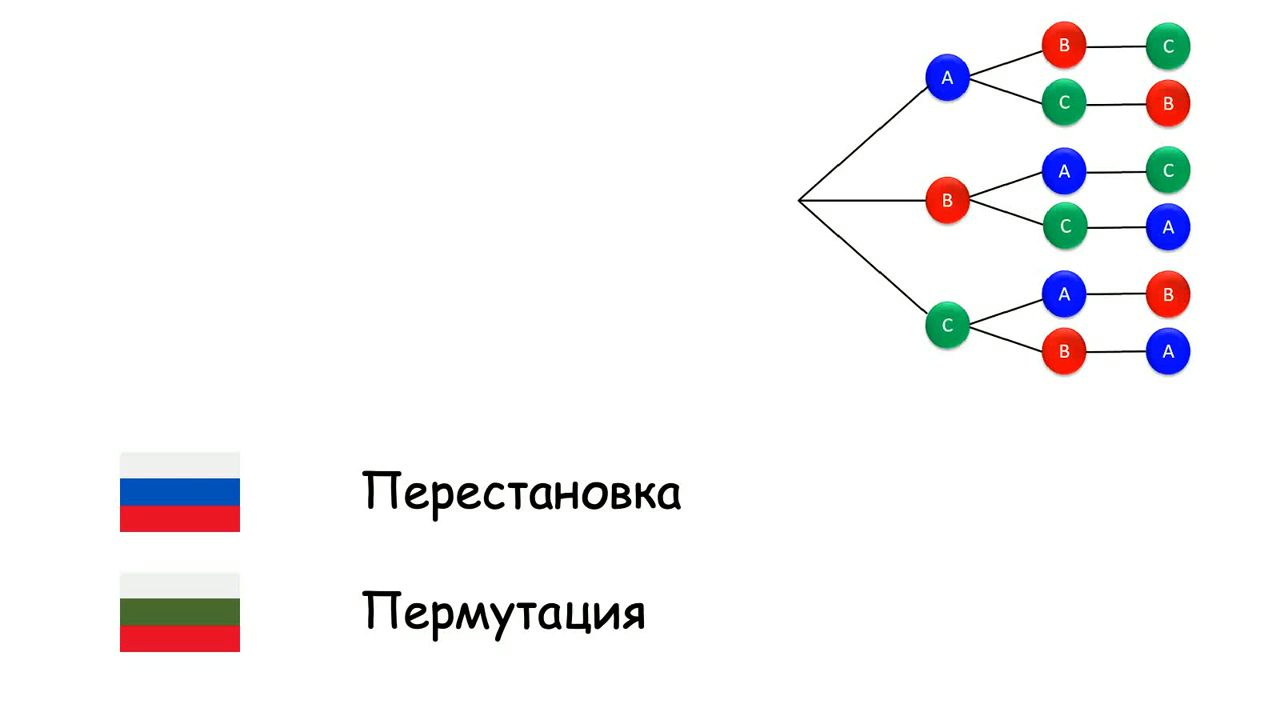 A B C
C B
B A C
C A
C A B
B A
Перестановка
Пермутация